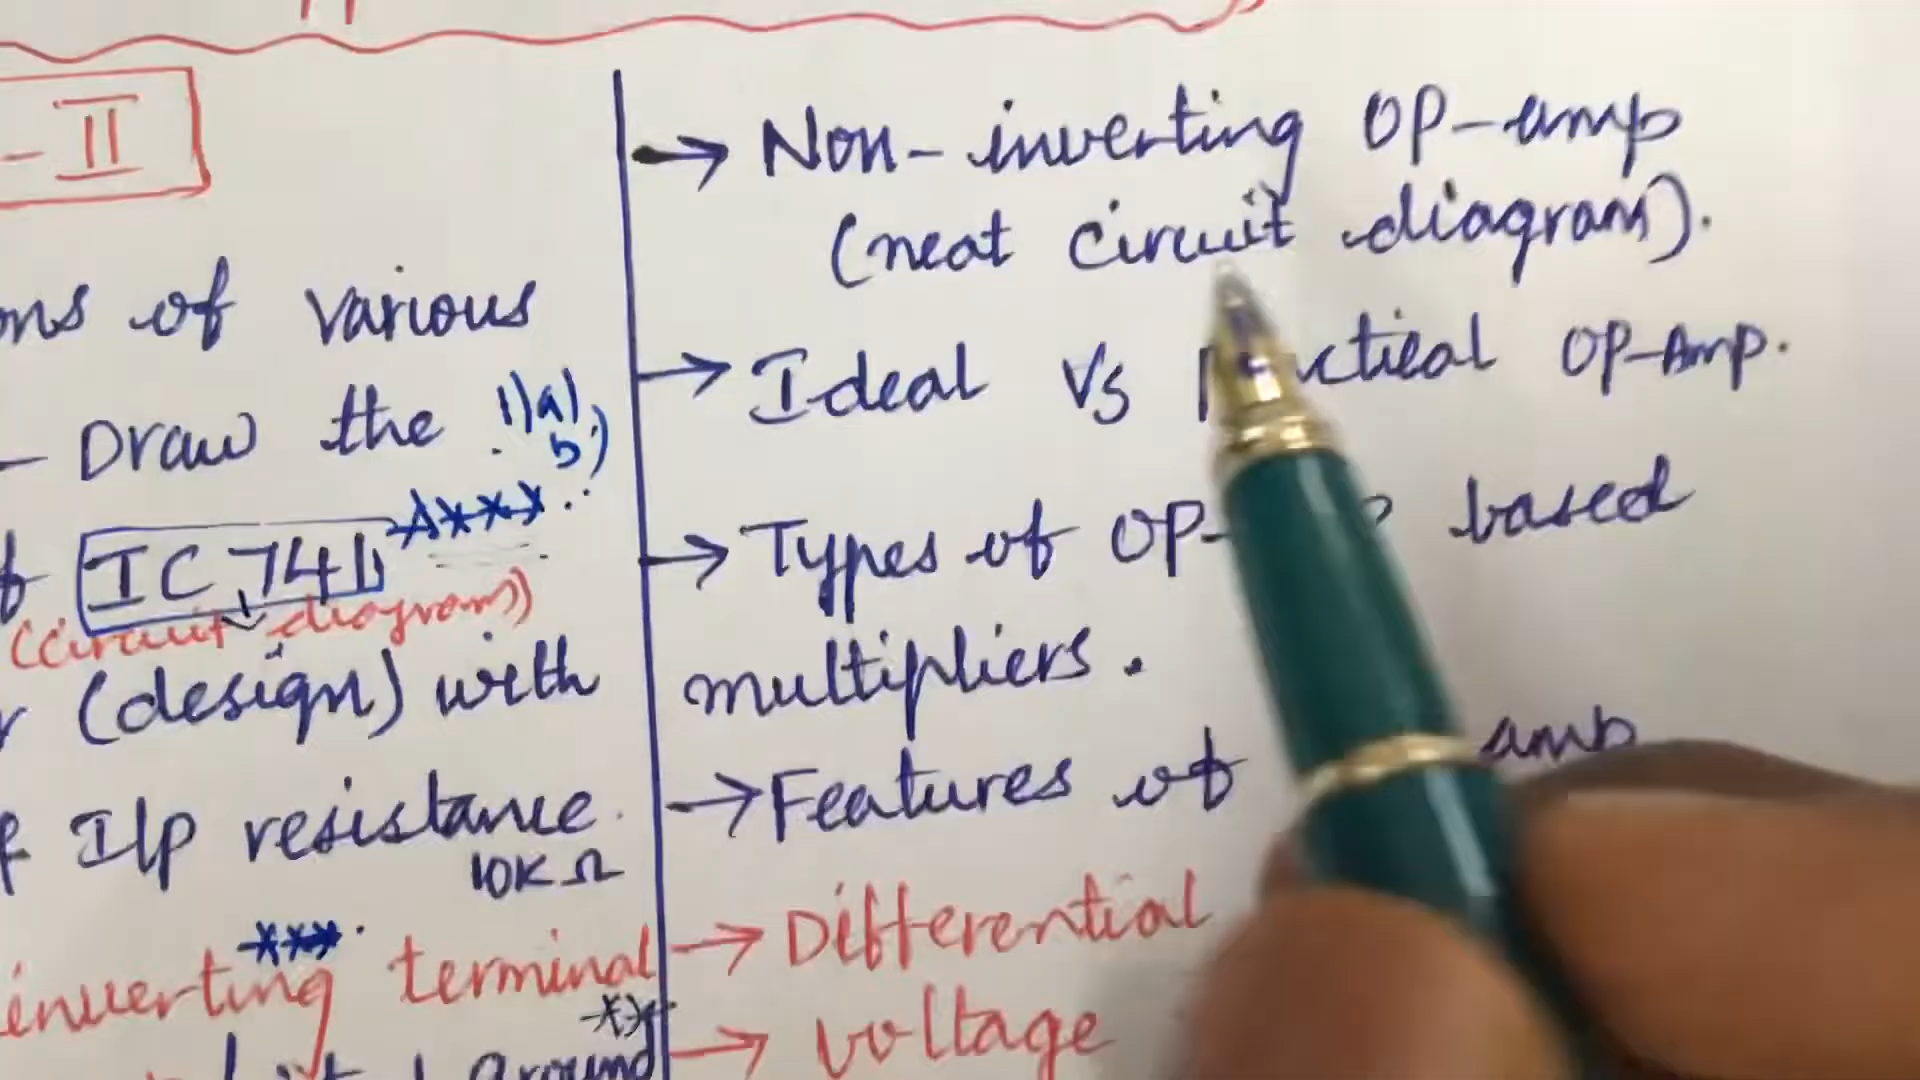 - II
ons of various
- Draw the 1)(a),
b)
of IC 741
(circuit diagram)
(design) with
I/p resistance.
10K Ω
inverting terminal
ground
→ Non-inverting OP-amp
(neat circuit diagram).
→ Ideal Vs Practical OP-Amp.
→ Types of OP- based
multipliers.
→ Features of amp
→ Differential
→ voltage